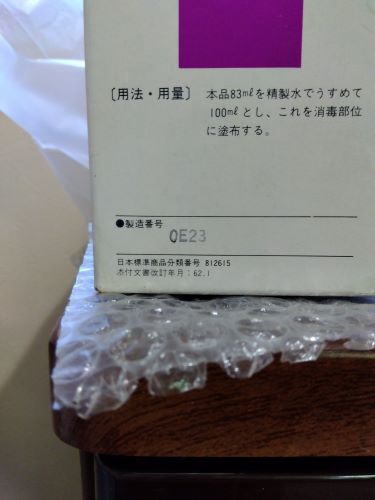 〔用法・用量〕 本品83mlを精製水でうすめて
100mlとし、これを消毒部位
に塗布する。
●製造番号
OE23
日本標準商品分類番号 812615
添付文書改訂年月:62.1